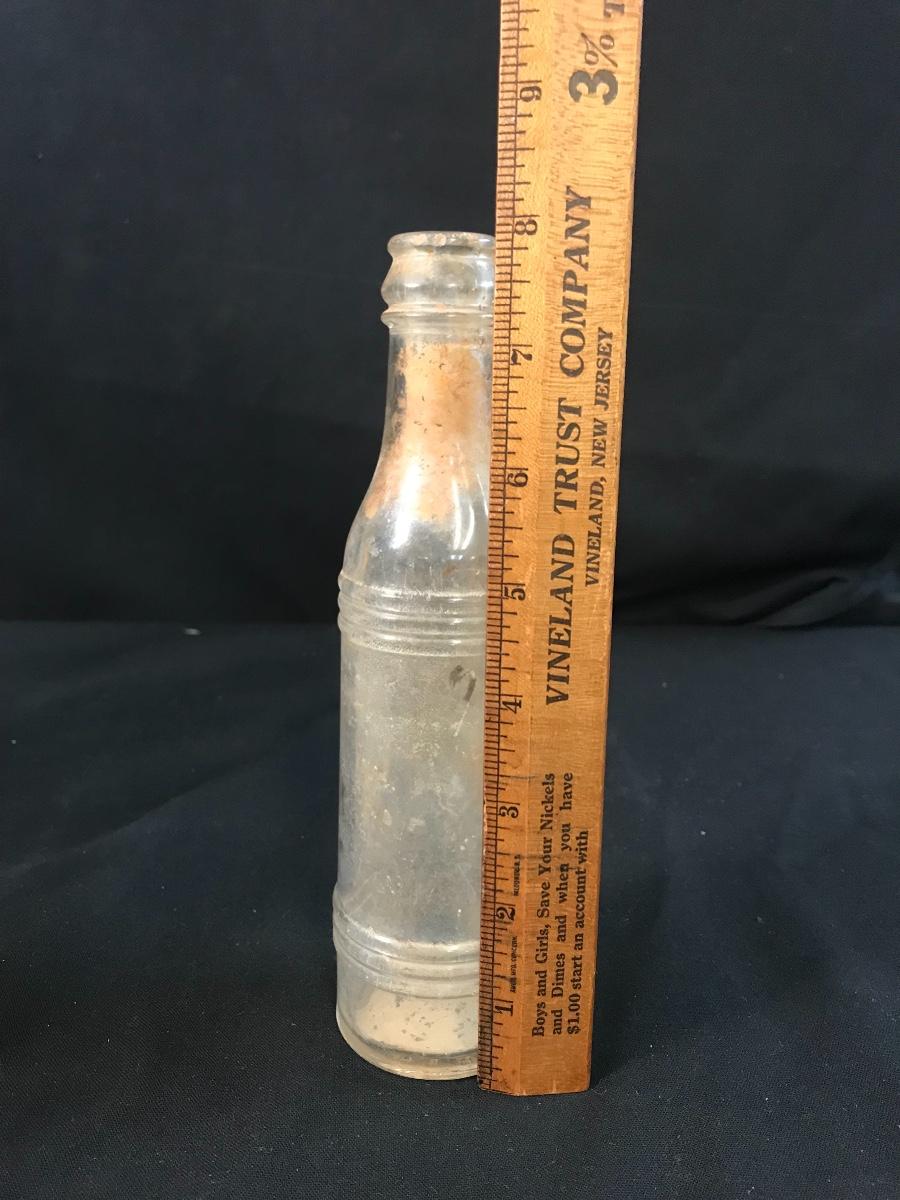 3% T
VINELAND TRUST COMPANY
VINELAND, NEW JERSEY
Boys and Girls, Save Your Nickels
and Dimes and when you have
$1.00 start an account with
1 2 3 4 5 6 7 8 9